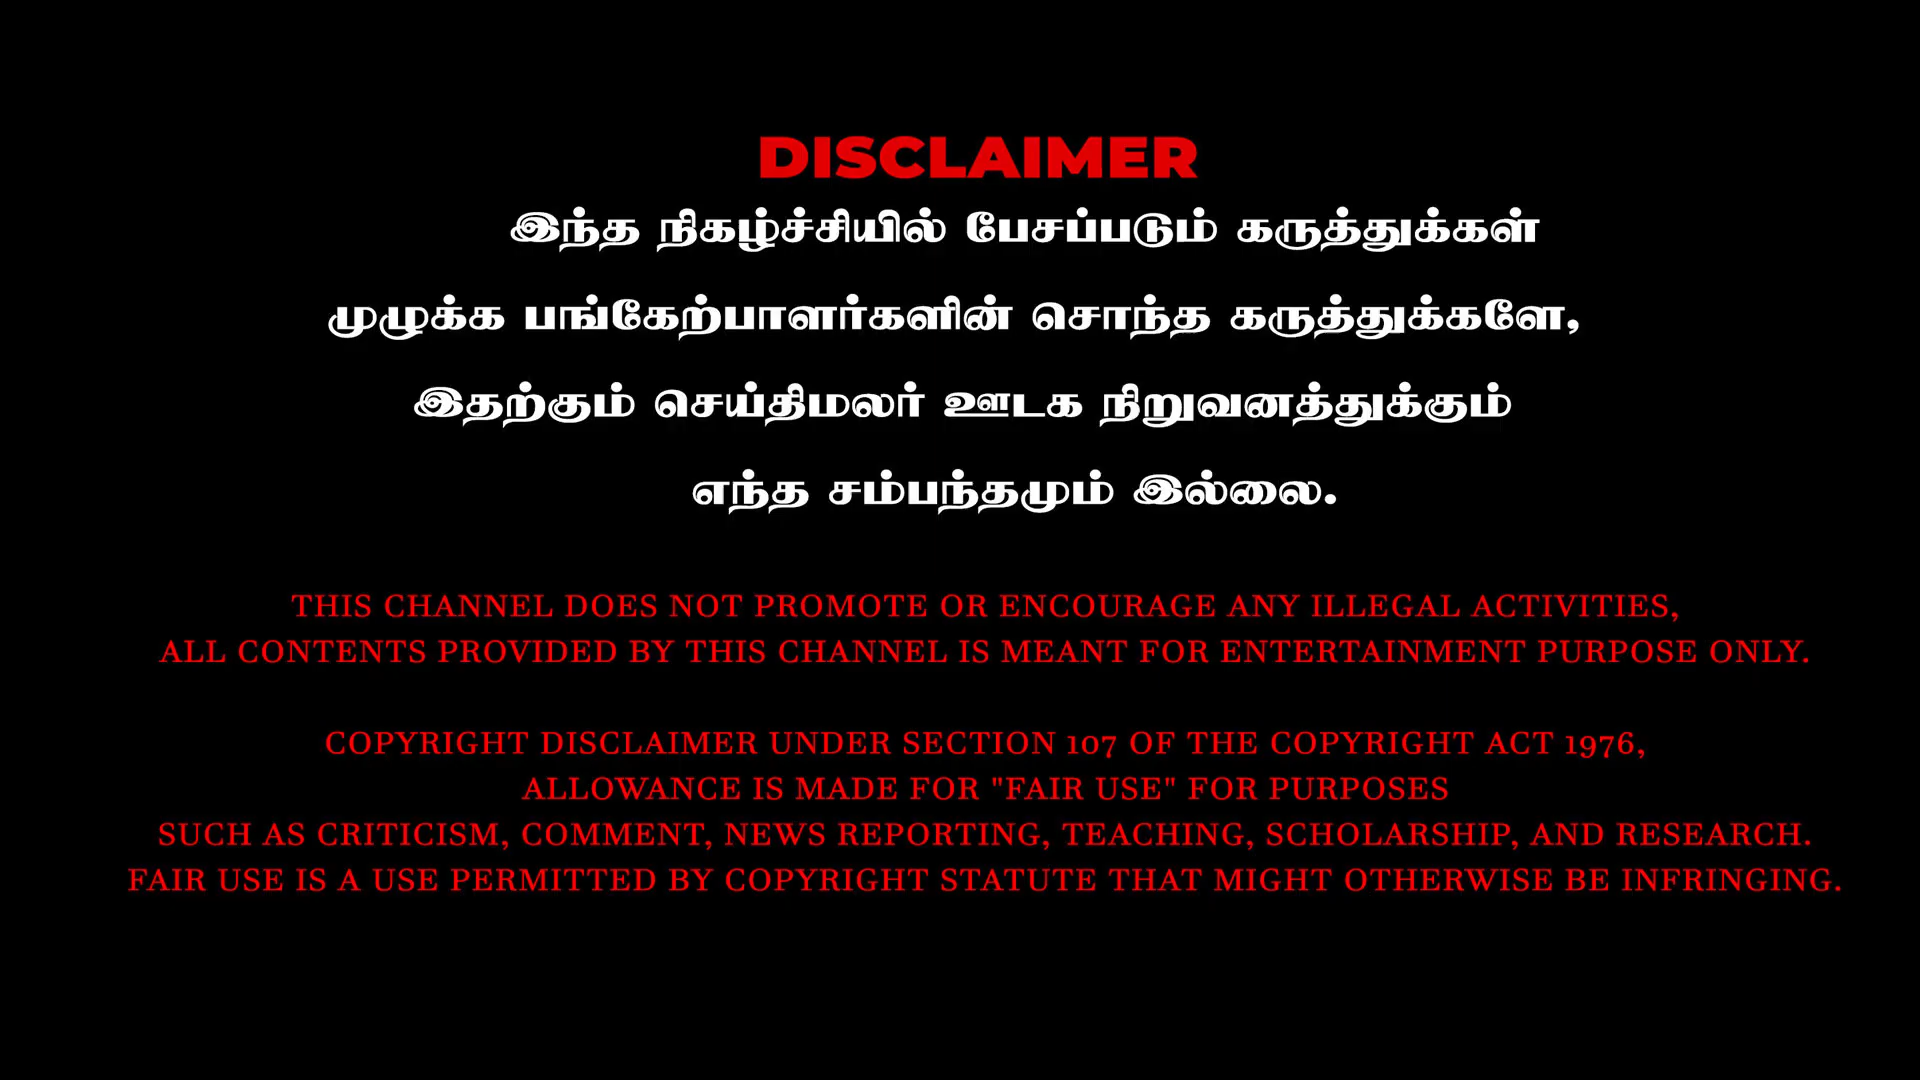 DISCLAIMER
இந்த நிகழ்ச்சியில் பேசப்படும் கருத்துக்கள்
முழுக்க பங்கேற்பாளர்களின் சொந்த கருத்துக்களே,
இதற்கும் செய்திமலர் ஊடக நிறுவனத்துக்கும்
எந்த சம்பந்தமும் இல்லை.
THIS CHANNEL DOES NOT PROMOTE OR ENCOURAGE ANY ILLEGAL ACTIVITIES,
ALL CONTENTS PROVIDED BY THIS CHANNEL IS MEANT FOR ENTERTAINMENT PURPOSE ONLY.
COPYRIGHT DISCLAIMER UNDER SECTION 107 OF THE COPYRIGHT ACT 1976,
ALLOWANCE IS MADE FOR "FAIR USE" FOR PURPOSES
SUCH AS CRITICISM, COMMENT, NEWS REPORTING, TEACHING, SCHOLARSHIP, AND RESEARCH.
FAIR USE IS A USE PERMITTED BY COPYRIGHT STATUTE THAT MIGHT OTHERWISE BE INFRINGING.